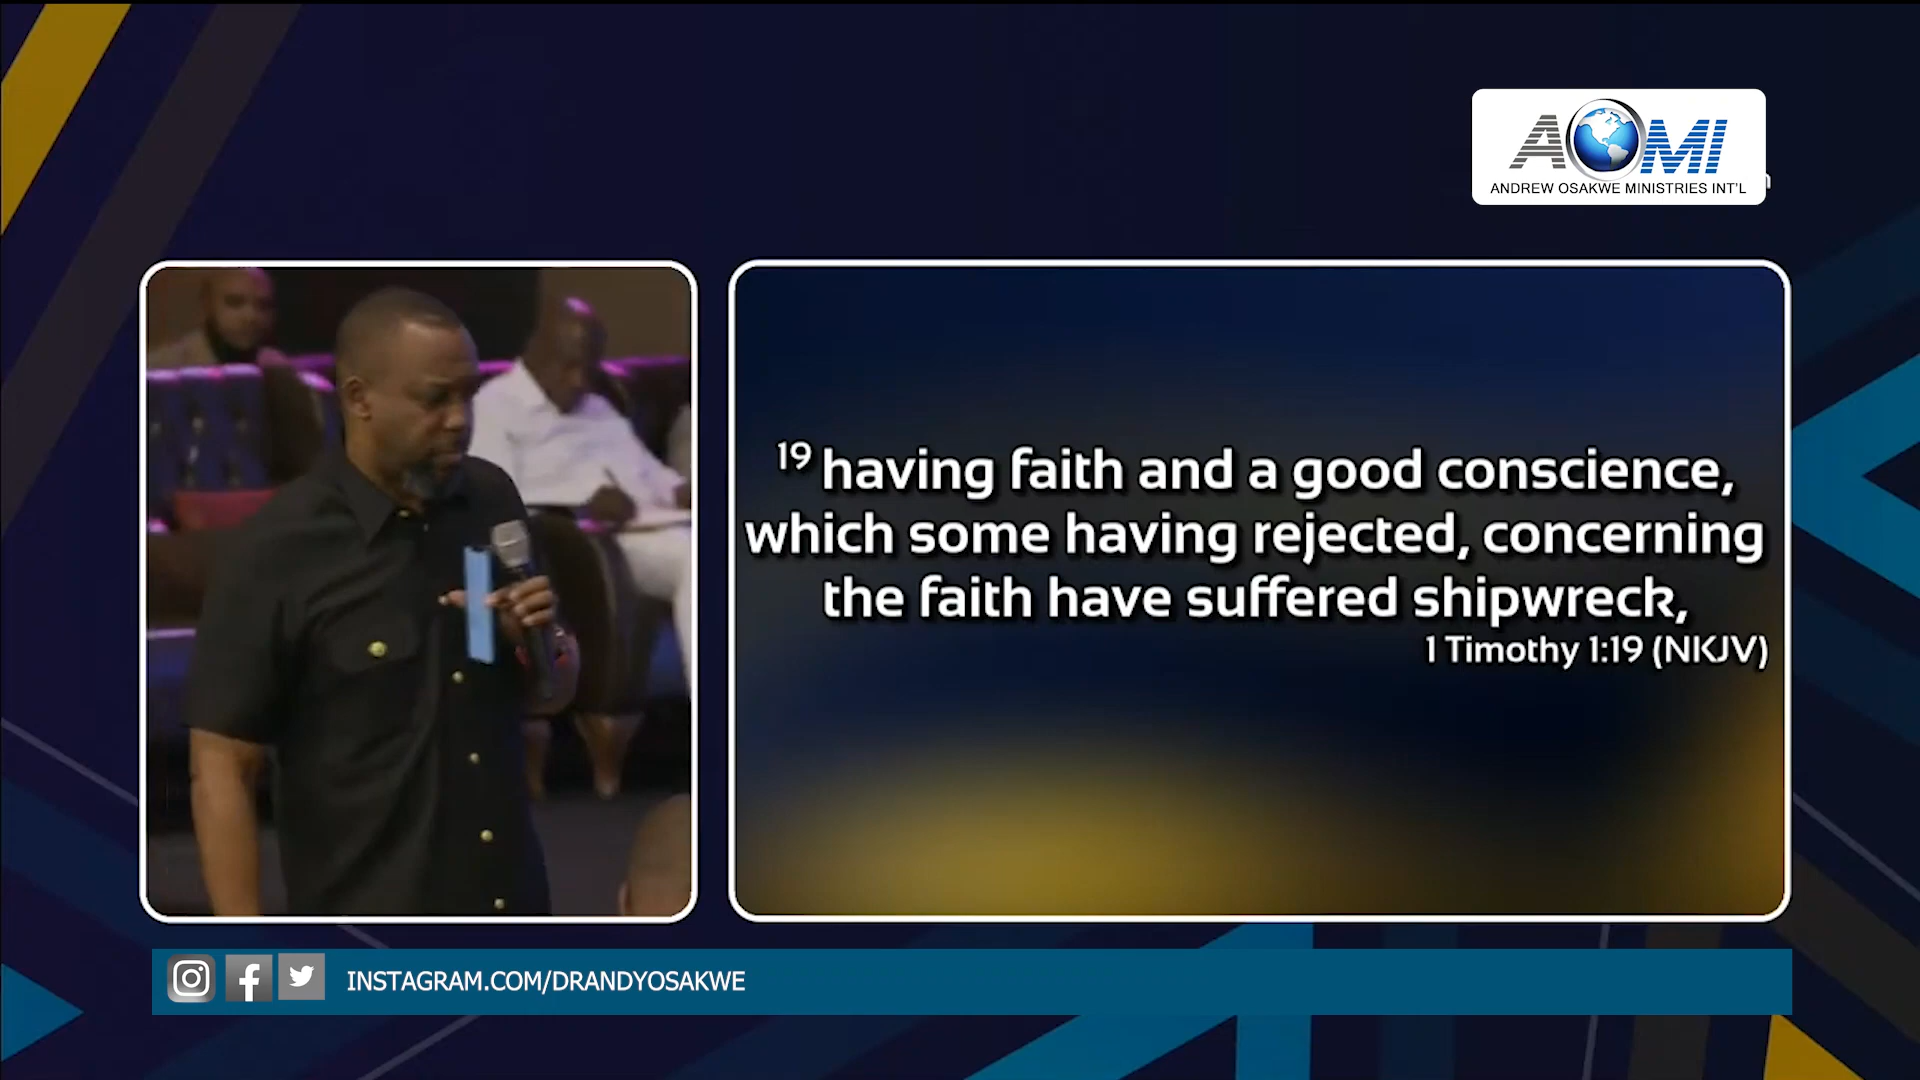 AOMI
ANDREW OSAKWE MINISTRIES INT'L
19 having faith and a good conscience,
which some having rejected, concerning
the faith have suffered shipwreck,
1 Timothy 1:19 (NKJV)
INSTAGRAM.COM/DRANDYOSAKWE